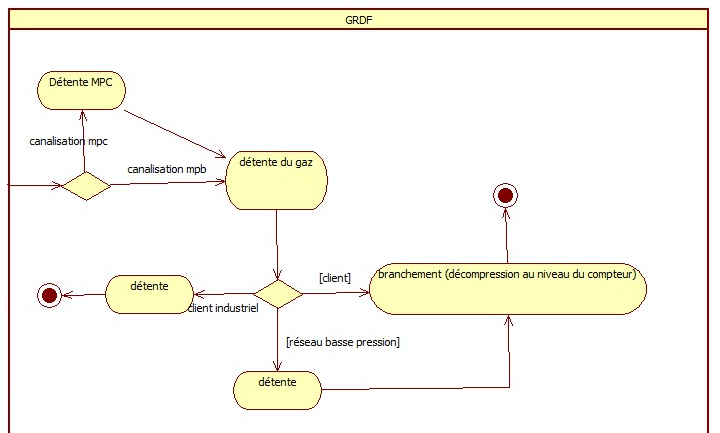 GRDF
Détente MPC
canalisation mpc
canalisation mpb
détente du gaz
[client]
branchement (décompression au niveau du compteur)
détente
client industriel
[réseau basse pression]
détente